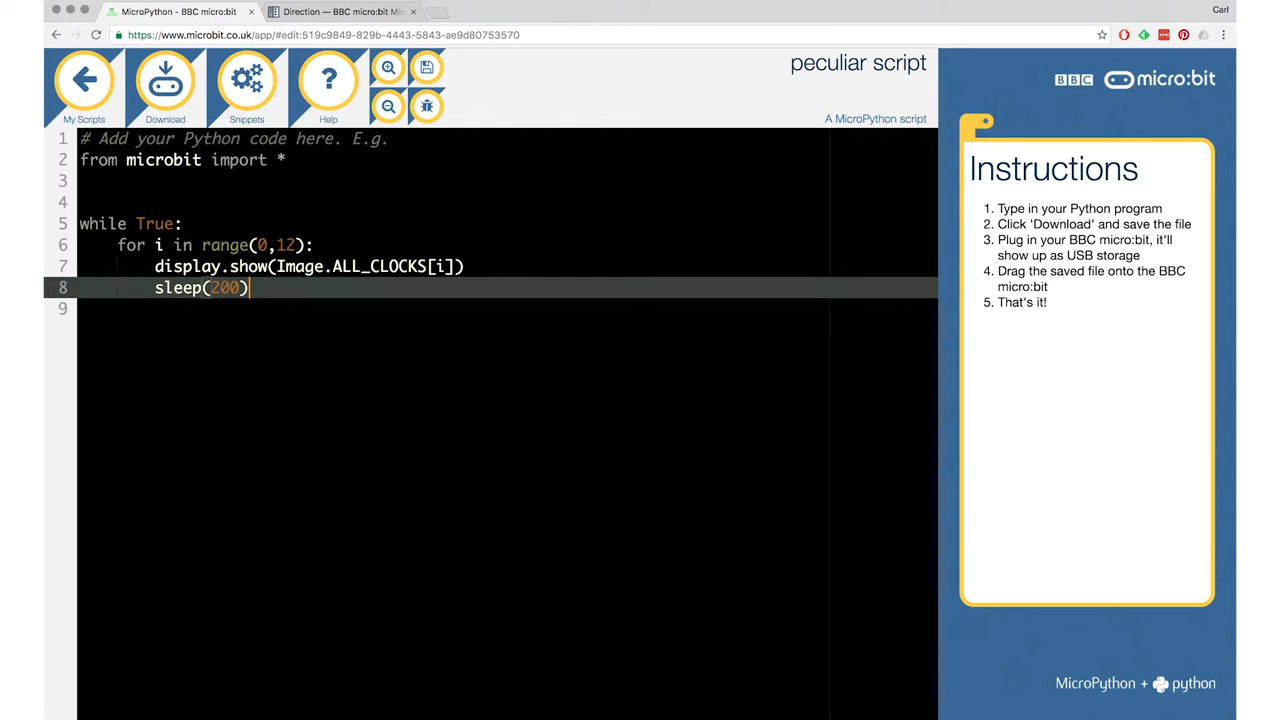 MicroPython - BBC micro:bit ×
Direction — BBC micro:bit Mic ×
Carl
https://www.microbit.co.uk/app/#edit:519c9849-829b-4443-5843-ae9d80753570
My Scripts
Download
Snippets
?
Help
peculiar script
A MicroPython script
BBC micro:bit
1 # Add your Python code here. E.g.
2 from microbit import *
3
4
5 while True:
6 for i in range(0,12):
7 display.show(Image.ALL_CLOCKS[i])
8 sleep(200)
9
Instructions
1. Type in your Python program
2. Click 'Download' and save the file
3. Plug in your BBC micro:bit, it'll
show up as USB storage
4. Drag the saved file onto the BBC
micro:bit
5. That's it!
MicroPython + python